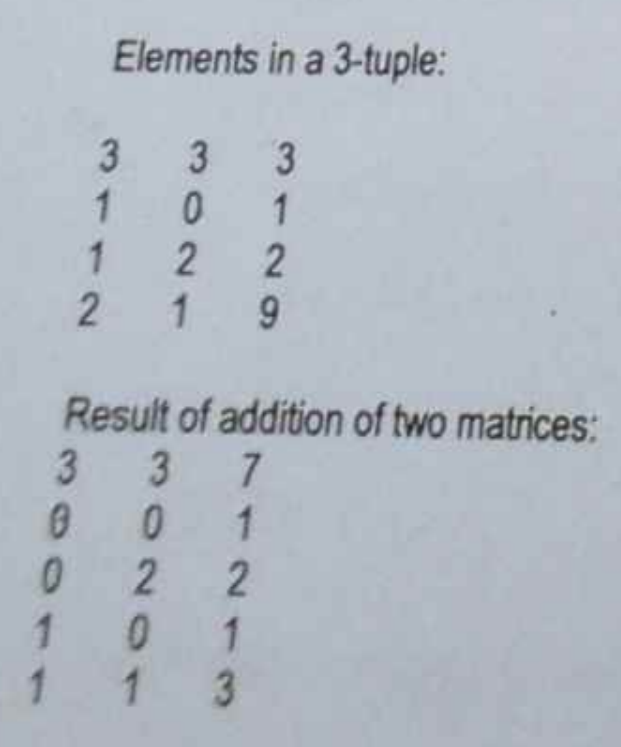 Elements in a 3-tuple:
3 3 3
1 0 1
1 2 2
2 1 9
Result of addition of two matrices:
3 3 7
0 0 1
0 2 2
1 0 1
1 1 3